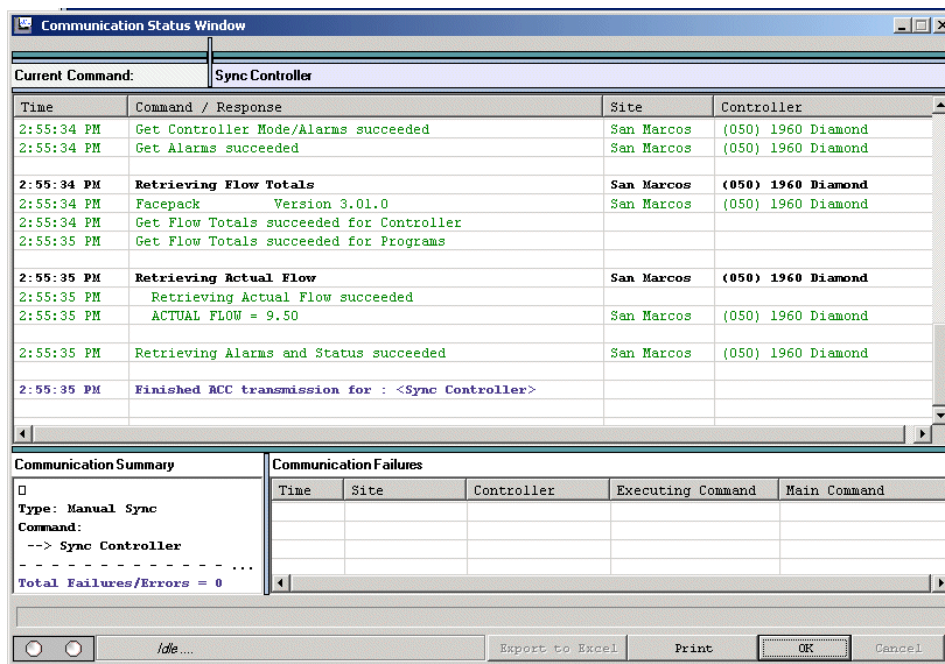 Communication Status Window
Current Command: Sync Controller
Time Command / Response Site Controller
2:55:34 PM Get Controller Mode/Alarms succeeded San Marcos (050) 1960 Diamond
2:55:34 PM Get Alarms succeeded San Marcos (050) 1960 Diamond
2:55:34 PM Retrieving Flow Totals San Marcos (050) 1960 Diamond
2:55:34 PM Facepack Version 3.01.0 San Marcos (050) 1960 Diamond
2:55:34 PM Get Flow Totals succeeded for Controller
2:55:35 PM Get Flow Totals succeeded for Programs
2:55:35 PM Retrieving Actual Flow San Marcos (050) 1960 Diamond
2:55:35 PM Retrieving Actual Flow succeeded
2:55:35 PM ACTUAL FLOW = 9.50 San Marcos (050) 1960 Diamond
2:55:35 PM Retrieving Alarms and Status succeeded San Marcos (050) 1960 Diamond
2:55:35 PM Finished ACC transmission for : <Sync Controller>
Communication Summary
Type: Manual Sync
Command:
--> Sync Controller
- - - - - - - - - - - - - ...
Total Failures/Errors = 0
Communication Failures
Time Site Controller Executing Command Main Command
Idle.... Export to Excel Print OK Cancel